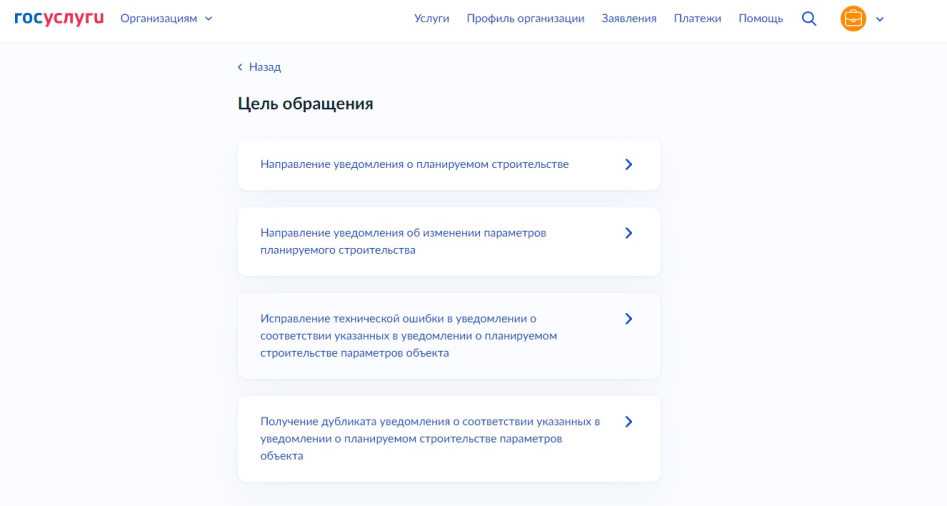 госуслуги Организациям Услуги Профиль организации Заявления Платежи Помощь
Назад
Цель обращения
Направление уведомления о планируемом строительстве
Направление уведомления об изменении параметров
планируемого строительства
Исправление технической ошибки в уведомлении о
соответствии указанных в уведомлении о планируемом
строительстве параметров объекта
Получение дубликата уведомления о соответствии указанных в
уведомлении о планируемом строительстве параметров
объекта